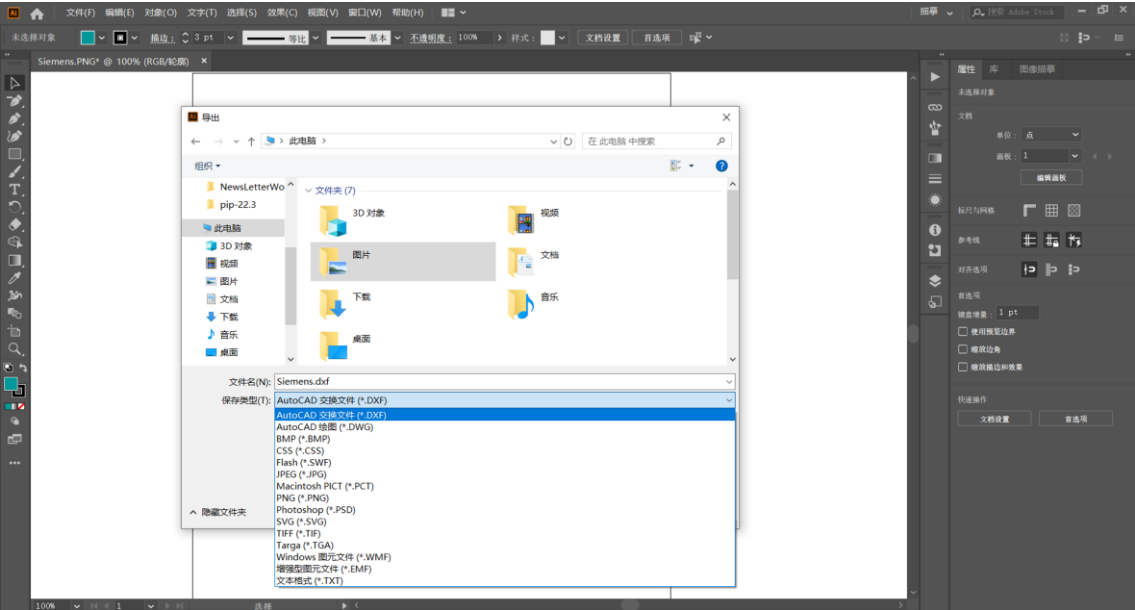 文件(F) 编辑(E) 对象(O) 文字(T) 选择(S) 效果(C) 视图(V) 窗口(W) 帮助(H) 描摹 搜索 Adobe Stock
未选择对象 描边: 3 pt 等比 基本 不透明度: 100% 样式: 文档设置 首选项
Siemens.PNG* @ 100% (RGB/轮廓) ×
属性 库 图像描摹
未选择对象
文档
单位: 点
画板: 1
编辑画板
标尺与网格
参考线
对齐选项
首选项
键盘增量: 1 pt
使用预览边界
缩放边角
缩放描边和效果
快速操作
文档设置 首选项
导出
此电脑
在 此电脑 中搜索
组织
NewsLetterWo
pip-22.3
此电脑
3D 对象
视频
图片
文档
下载
音乐
桌面
文件夹 (7)
3D 对象 视频
图片 文档
下载 音乐
桌面
文件名(N): Siemens.dxf
保存类型(T): AutoCAD 交换文件 (*.DXF)
AutoCAD 交换文件 (*.DXF)
AutoCAD 绘图 (*.DWG)
BMP (*.BMP)
CSS (*.CSS)
Flash (*.SWF)
JPEG (*.JPG)
Macintosh PICT (*.PCT)
PNG (*.PNG)
Photoshop (*.PSD)
SVG (*.SVG)
TIFF (*.TIF)
Targa (*.TGA)
Windows 图元文件 (*.WMF)
增强型图元文件 (*.EMF)
文本格式 (*.TXT)
隐藏文件夹
100% 1 选择